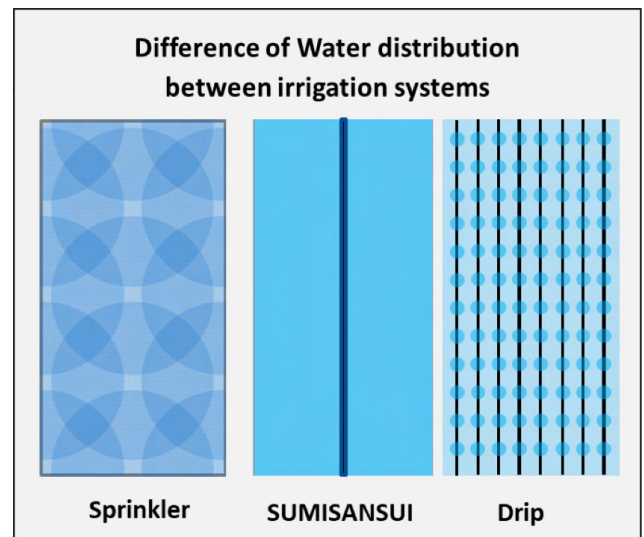 Difference of Water distribution
between irrigation systems
Sprinkler
SUMISANSUI
Drip